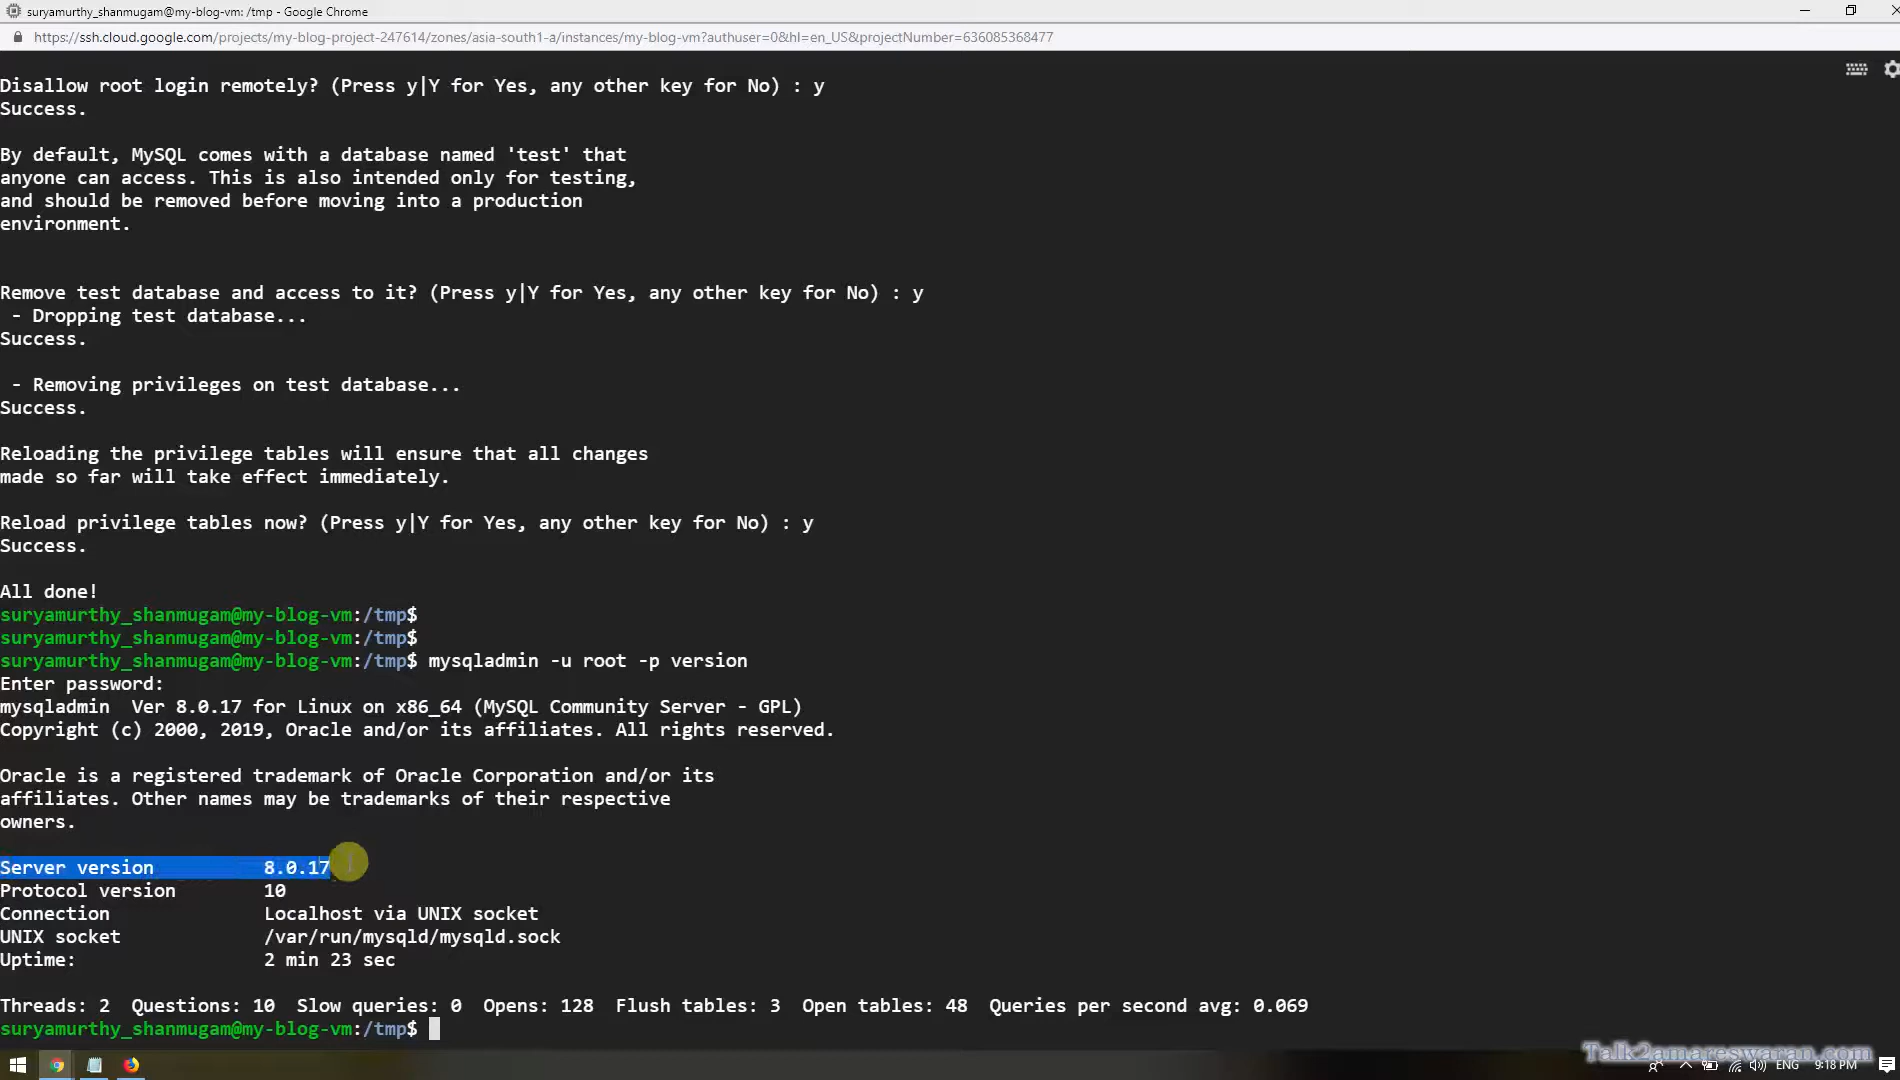 suryamurthy_shanmugam@my-blog-vm: /tmp - Google Chrome
https://ssh.cloud.google.com/projects/my-blog-project-247614/zones/asia-south1-a/instances/my-blog-vm?authuser=0&hl=en_US&projectNumber=636085368477
Disallow root login remotely? (Press y|Y for Yes, any other key for No) : y
Success.
By default, MySQL comes with a database named 'test' that
anyone can access. This is also intended only for testing,
and should be removed before moving into a production
environment.
Remove test database and access to it? (Press y|Y for Yes, any other key for No) : y
- Dropping test database...
Success.
- Removing privileges on test database...
Success.
Reloading the privilege tables will ensure that all changes
made so far will take effect immediately.
Reload privilege tables now? (Press y|Y for Yes, any other key for No) : y
Success.
All done!
suryamurthy_shanmugam@my-blog-vm:/tmp$
suryamurthy_shanmugam@my-blog-vm:/tmp$
suryamurthy_shanmugam@my-blog-vm:/tmp$ mysqladmin -u root -p version
Enter password:
mysqladmin  Ver 8.0.17 for Linux on x86_64 (MySQL Community Server - GPL)
Copyright (c) 2000, 2019, Oracle and/or its affiliates. All rights reserved.
Oracle is a registered trademark of Oracle Corporation and/or its
affiliates. Other names may be trademarks of their respective
owners.
Server version          8.0.17
Protocol version        10
Connection              Localhost via UNIX socket
UNIX socket             /var/run/mysqld/mysqld.sock
Uptime:                 2 min 23 sec
Threads: 2  Questions: 10  Slow queries: 0  Opens: 128  Flush tables: 3  Open tables: 48  Queries per second avg: 0.069
suryamurthy_shanmugam@my-blog-vm:/tmp$
Talk2amareswaran.com
ENG 9:18 PM